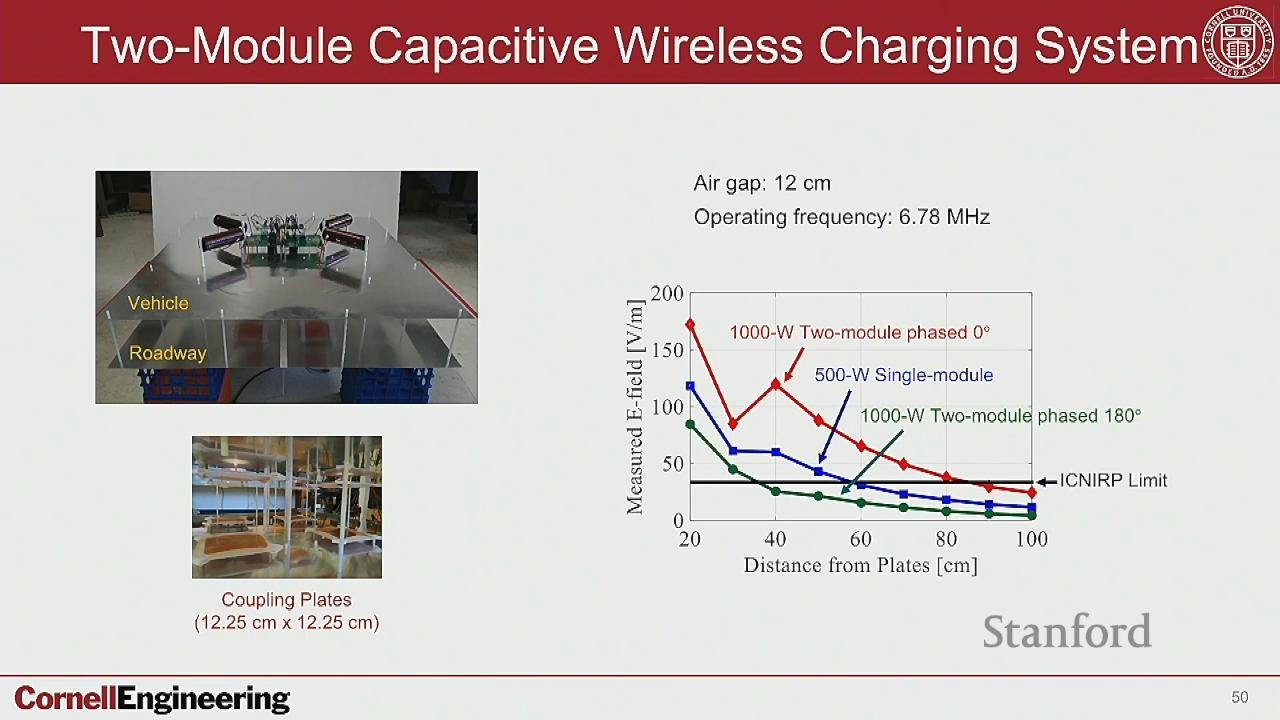 Two-Module Capacitive Wireless Charging System
Vehicle
Roadway
Coupling Plates
(12.25 cm x 12.25 cm)
Air gap: 12 cm
Operating frequency: 6.78 MHz
Measured E-field [V/m]
200
150
100
50
0
1000-W Two-module phased 0°
500-W Single-module
1000-W Two-module phased 180°
ICNIRP Limit
20 40 60 80 100
Distance from Plates [cm]
Stanford
CornellEngineering
50